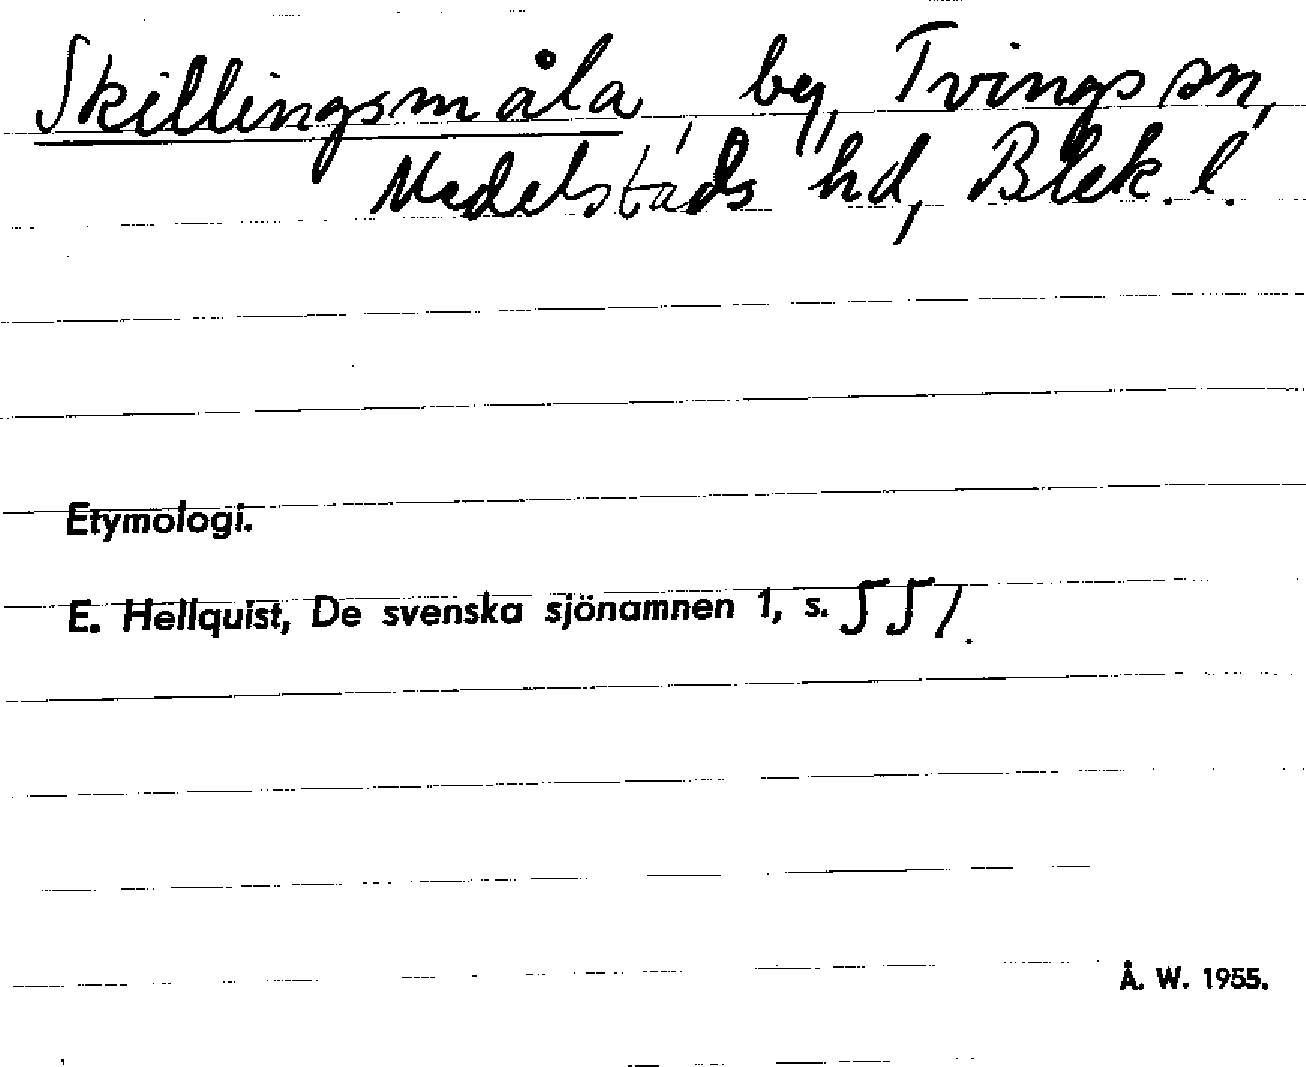 Skillingsmåla, by, Tvings sn,
Medelstads hd, Blek. l.
Etymologi.
E. Hellquist, De svenska sjönamnen 1, s. 551.
Å. W. 1955.